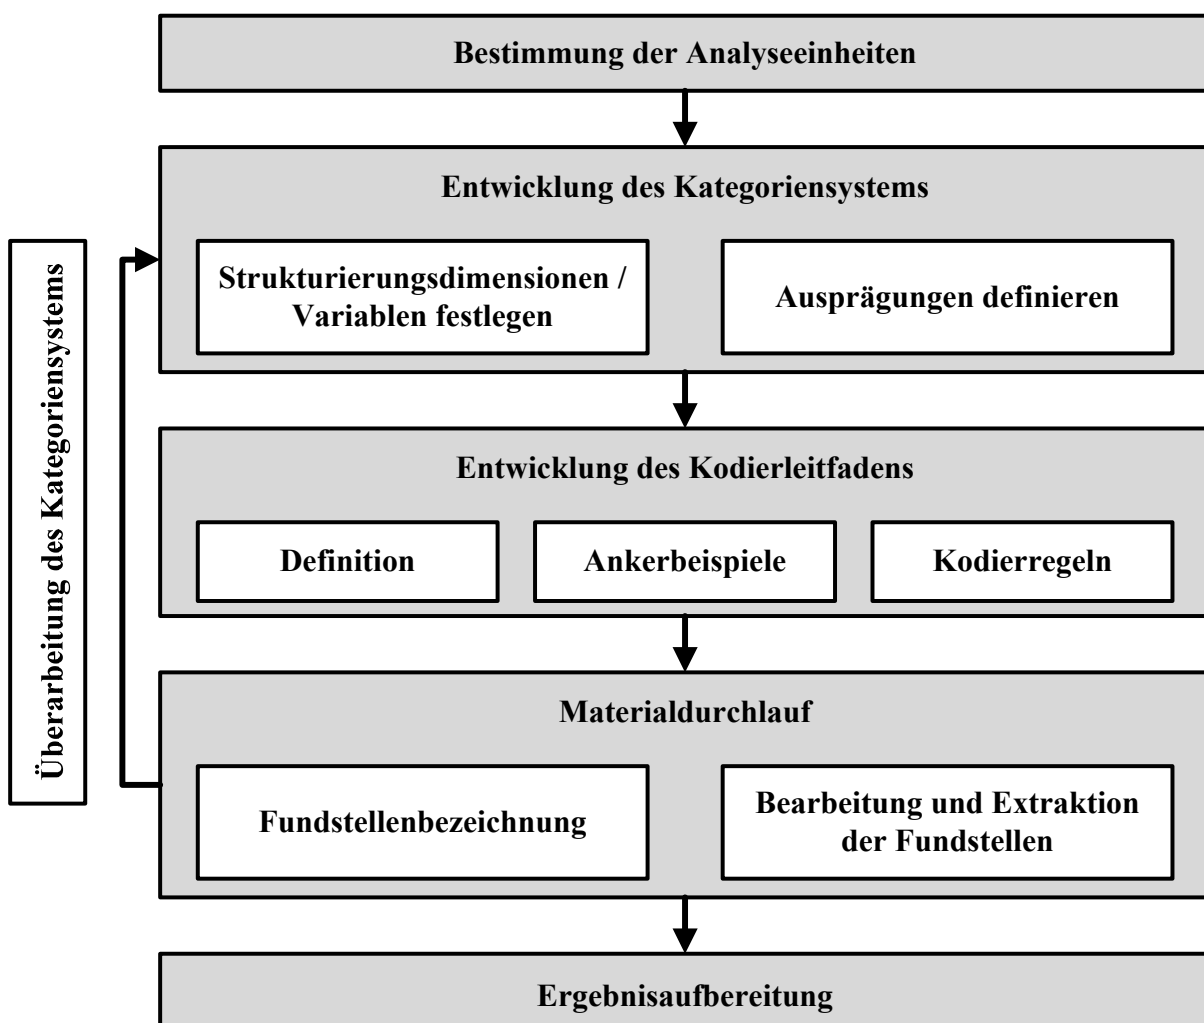 Bestimmung der Analyseeinheiten
Entwicklung des Kategoriensystems
Strukturierungsdimensionen /
Variablen festlegen
Ausprägungen definieren
Überarbeitung des Kategoriensystems
Entwicklung des Kodierleitfadens
Definition
Ankerbeispiele
Kodierregeln
Materialdurchlauf
Fundstellenbezeichnung
Bearbeitung und Extraktion
der Fundstellen
Ergebnisaufbereitung